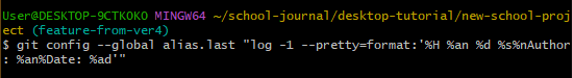 User@DESKTOP-9CTKOKO MINGW64 ~/school-journal/desktop-tutorial/new-school-proj
ect (feature-from-ver4)
$ git config --global alias.last "log -1 --pretty=format:'%H %an %d %s%nAuthor
: %an%Date: %ad'"